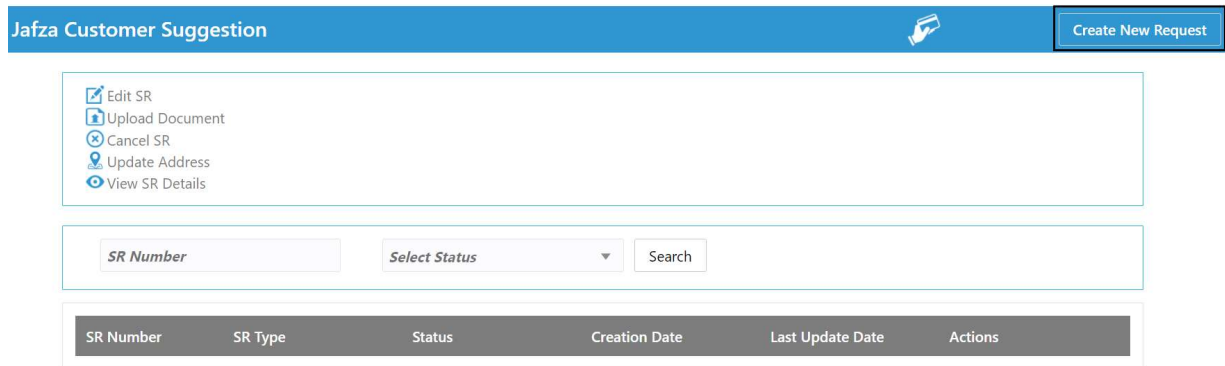 Jafza Customer Suggestion Create New Request
Edit SR
Upload Document
Cancel SR
Update Address
View SR Details
SR Number Select Status Search
SR Number SR Type Status Creation Date Last Update Date Actions